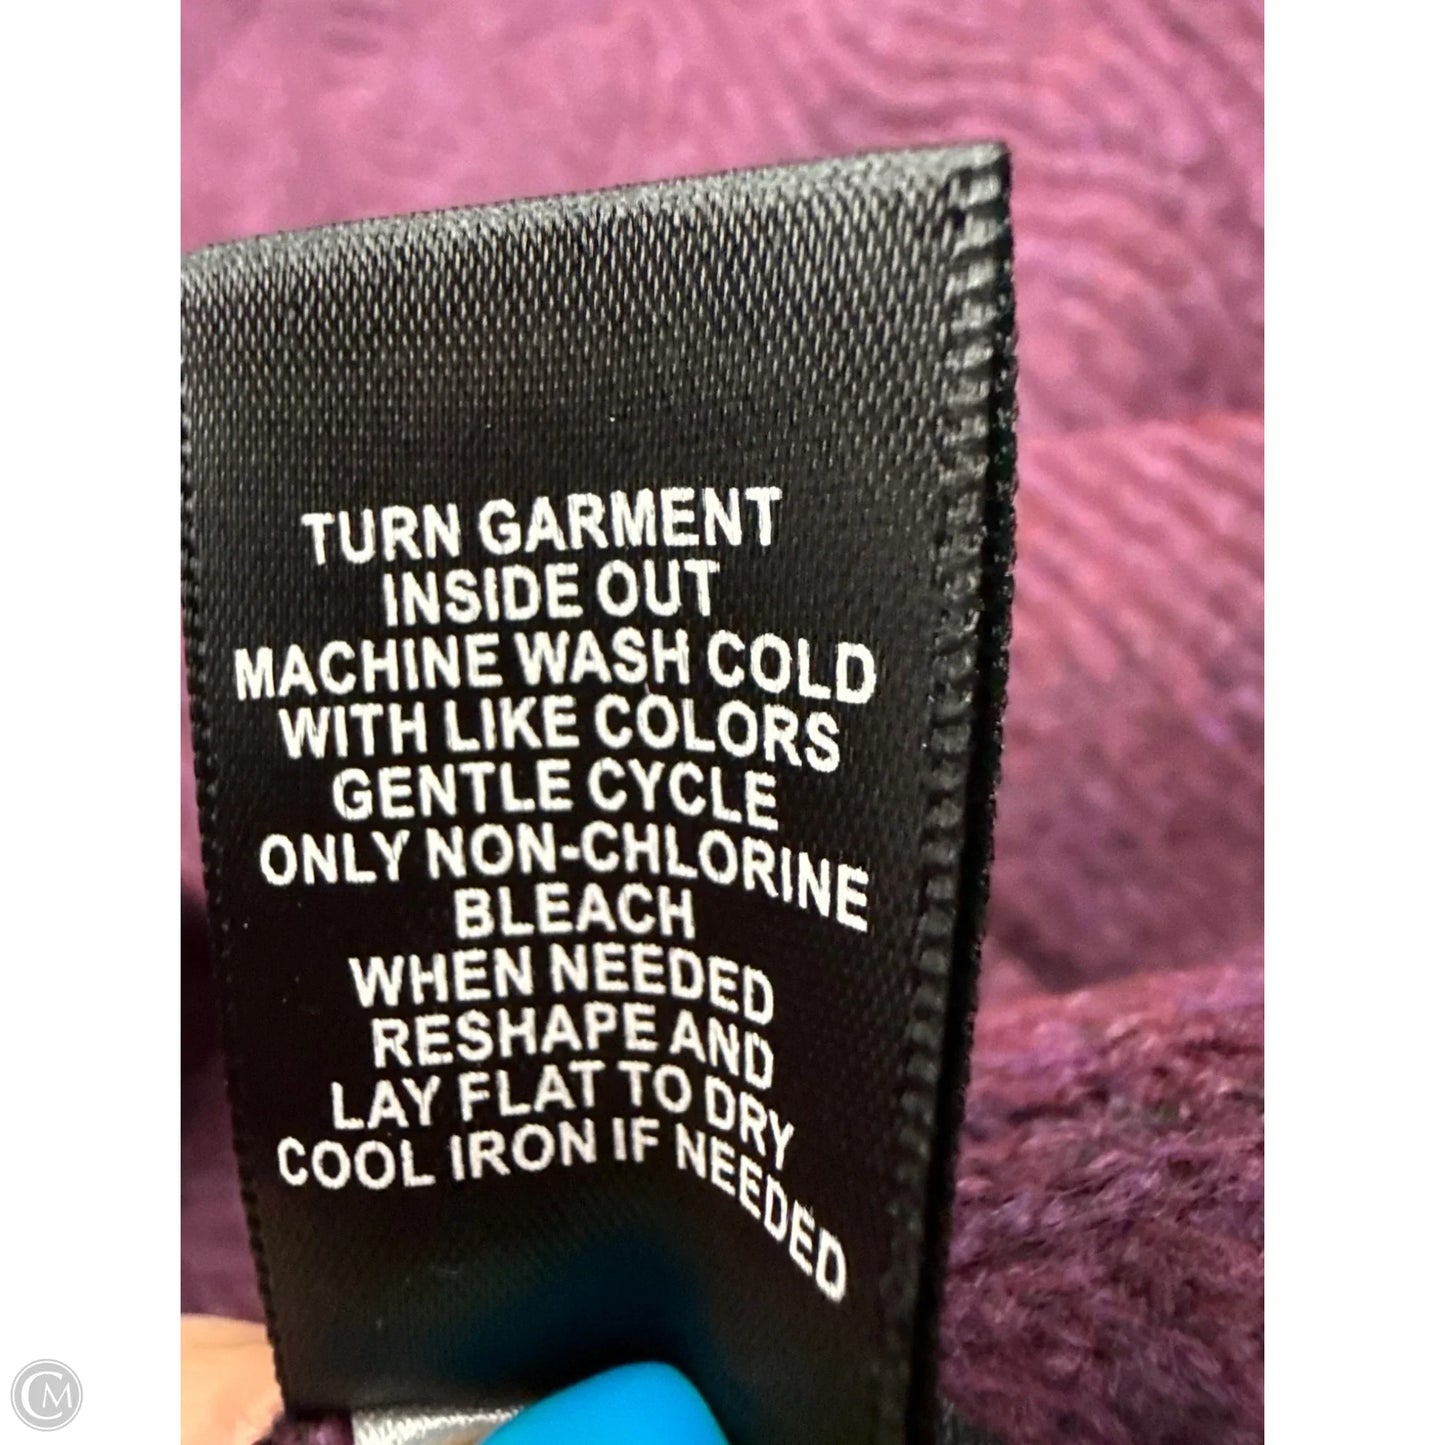 TURN GARMENT
INSIDE OUT
MACHINE WASH COLD
WITH LIKE COLORS
GENTLE CYCLE
ONLY NON-CHLORINE
BLEACH
WHEN NEEDED
RESHAPE AND
LAY FLAT TO DRY
COOL IRON IF NEEDED
CM